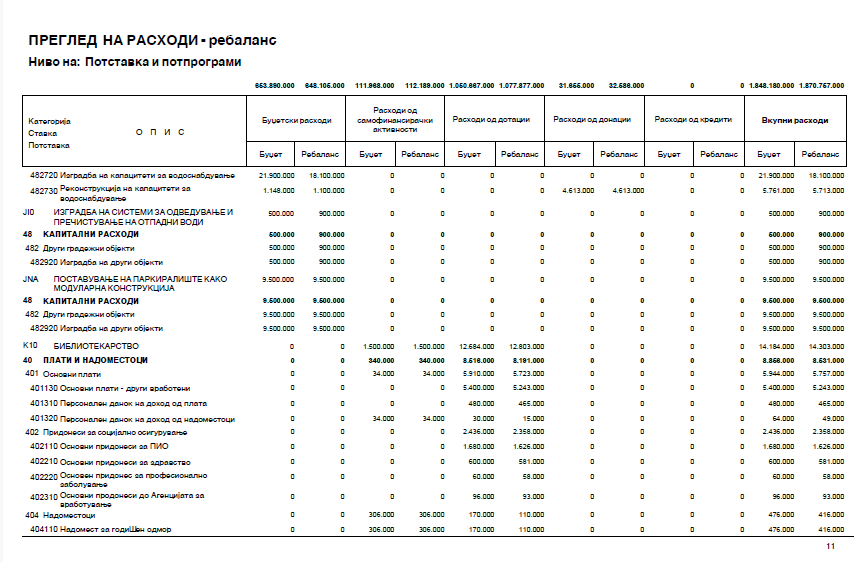 ПРЕГЛЕД НА РАСХОДИ - ребаланс
Ниво на: Потставка и потпрограми
653.890.000 648.105.000 111.968.000 112.189.000 1.050.667.000 1.077.877.000 31.655.000 32.586.000 0 0 1.848.180.000 1.870.757.000
Категорија
Ставка
Потставка
О П И С
Буџетски расходи
Расходи од
самофинансирачки
активности
Расходи од дотации
Расходи од донации
Расходи од кредити
Вкупни расходи
Буџет Ребаланс Буџет Ребаланс Буџет Ребаланс Буџет Ребаланс Буџет Ребаланс Буџет Ребаланс
482720 Изградба на капацитети за водоснабдување 21.900.000 18.100.000 0 0 0 0 0 0 0 0 21.900.000 18.100.000
482730 Реконструкција на капацитети за
водоснабдување 1.148.000 1.100.000 0 0 0 0 4.613.000 4.613.000 0 0 5.761.000 5.713.000
JI0 ИЗГРАДБА НА СИСТЕМИ ЗА ОДВЕДУВАЊЕ И
ПРЕЧИСТУВАЊЕ НА ОТПАДНИ ВОДИ 500.000 900.000 0 0 0 0 0 0 0 0 500.000 900.000
48 КАПИТАЛНИ РАСХОДИ 500.000 900.000 0 0 0 0 0 0 0 0 500.000 900.000
482 Други градежни објекти 500.000 900.000 0 0 0 0 0 0 0 0 500.000 900.000
482920 Изградба на други објекти 500.000 900.000 0 0 0 0 0 0 0 0 500.000 900.000
JNA ПОСТАВУВАЊЕ НА ПАРКИРАЛИШТЕ КАКО
МОДУЛАРНА КОНСТРУКЦИЈА 9.500.000 9.500.000 0 0 0 0 0 0 0 0 9.500.000 9.500.000
48 КАПИТАЛНИ РАСХОДИ 9.500.000 9.500.000 0 0 0 0 0 0 0 0 9.500.000 9.500.000
482 Други градежни објекти 9.500.000 9.500.000 0 0 0 0 0 0 0 0 9.500.000 9.500.000
482920 Изградба на други објекти 9.500.000 9.500.000 0 0 0 0 0 0 0 0 9.500.000 9.500.000
K10 БИБЛИОТЕКАРСТВО 0 0 1.500.000 1.500.000 12.684.000 12.803.000 0 0 0 0 14.184.000 14.303.000
40 ПЛАТИ И НАДОМЕСТОЦИ 0 0 340.000 340.000 8.516.000 8.191.000 0 0 0 0 8.856.000 8.531.000
401 Основни плати 0 0 34.000 34.000 5.910.000 5.723.000 0 0 0 0 5.944.000 5.757.000
401130 Основни плати - други вработени 0 0 0 0 5.400.000 5.243.000 0 0 0 0 5.400.000 5.243.000
401310 Персонален данок на доход од плата 0 0 0 0 480.000 465.000 0 0 0 0 480.000 465.000
401320 Персонален данок на доход од надоместоци 0 0 34.000 34.000 30.000 15.000 0 0 0 0 64.000 49.000
402 Придонеси за социјално осигурување 0 0 0 0 2.436.000 2.358.000 0 0 0 0 2.436.000 2.358.000
402110 Основни придонеси за ПИО 0 0 0 0 1.680.000 1.626.000 0 0 0 0 1.680.000 1.626.000
402210 Основни придонеси за здравство 0 0 0 0 600.000 581.000 0 0 0 0 600.000 581.000
402220 Основен придонес за професионално
заболување 0 0 0 0 60.000 58.000 0 0 0 0 60.000 58.000
402310 Основни продонеси до Агенцијата за
вработување 0 0 0 0 96.000 93.000 0 0 0 0 96.000 93.000
404 Надоместоци 0 0 306.000 306.000 170.000 110.000 0 0 0 0 476.000 416.000
404110 Надомест за годиШен одмор 0 0 306.000 306.000 170.000 110.000 0 0 0 0 476.000 416.000
11